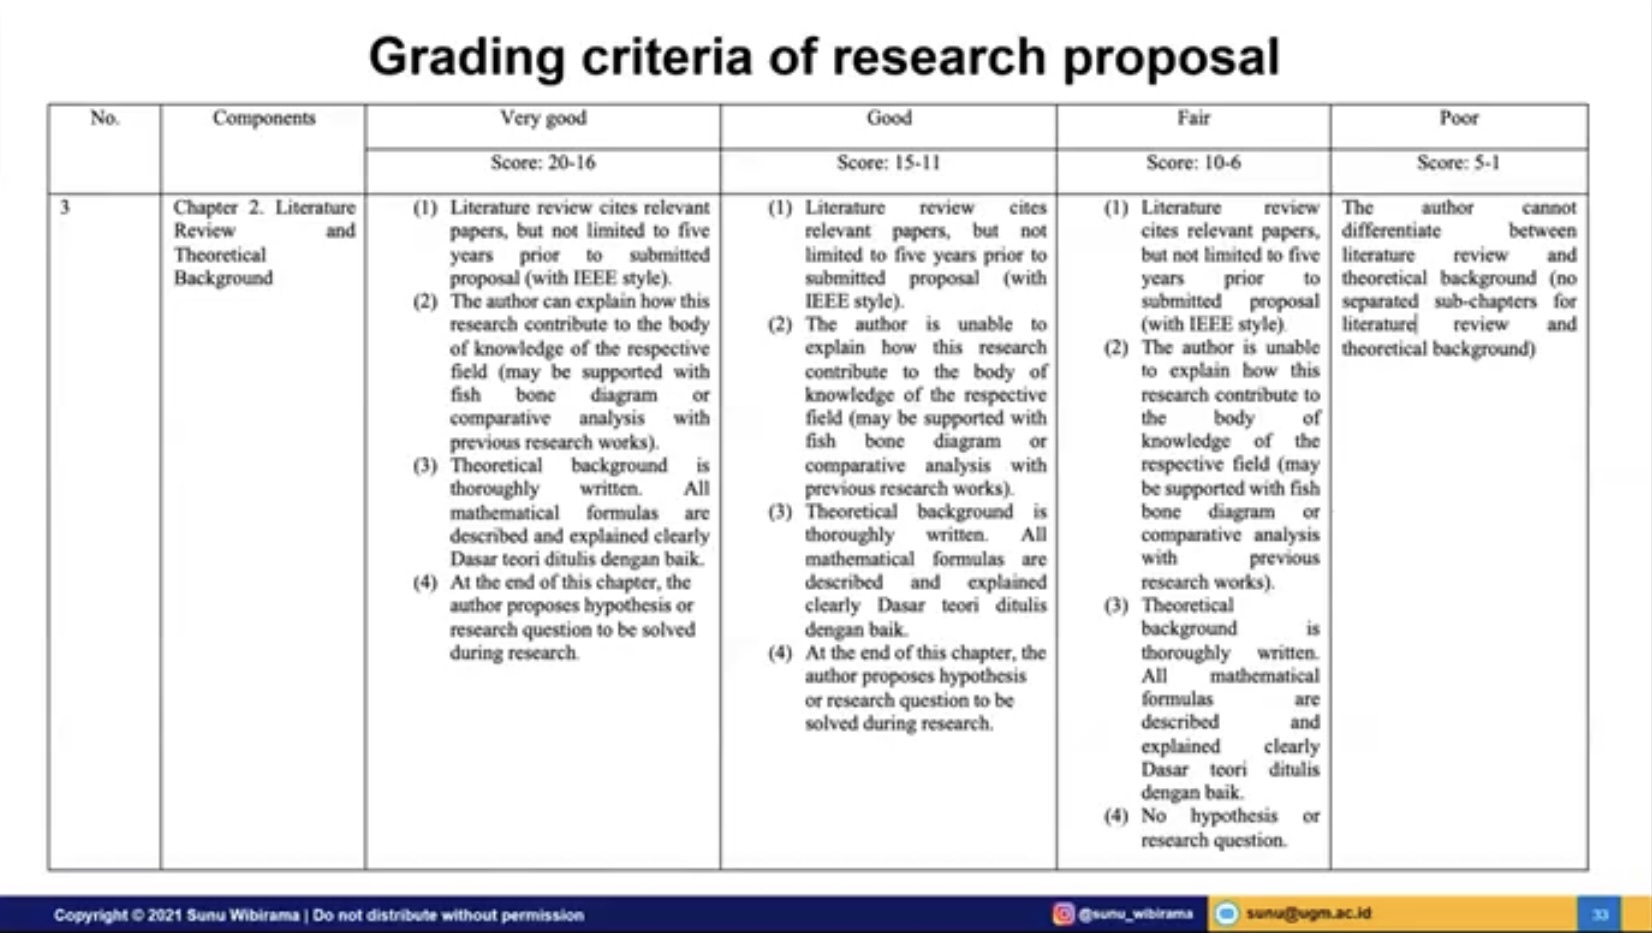 Grading criteria of research proposal
No.
Components
Very good
Good
Fair
Poor
Score: 20-16
Score: 15-11
Score: 10-6
Score: 5-1
3
Chapter 2. Literature
Review and
Theoretical
Background
(1) Literature review cites relevant
papers, but not limited to five
years prior to submitted
proposal (with IEEE style).
(2) The author can explain how this
research contribute to the body
of knowledge of the respective
field (may be supported with
fish bone diagram or
comparative analysis with
previous research works).
(3) Theoretical background is
thoroughly written. All
mathematical formulas are
described and explained clearly
Dasar teori ditulis dengan baik.
(4) At the end of this chapter, the
author proposes hypothesis or
research question to be solved
during research.
(1) Literature review cites
relevant papers, but not
limited to five years prior to
submitted proposal (with
IEEE style).
(2) The author is unable to
explain how this research
contribute to the body of
knowledge of the respective
field (may be supported with
fish bone diagram or
comparative analysis with
previous research works).
(3) Theoretical background is
thoroughly written. All
mathematical formulas are
described and explained
clearly Dasar teori ditulis
dengan baik.
(4) At the end of this chapter, the
author proposes hypothesis
or research question to be
solved during research.
(1) Literature review
cites relevant papers,
but not limited to five
years prior to
submitted proposal
(with IEEE style).
(2) The author is unable
to explain how this
research contribute to
the body of
knowledge of the
respective field (may
be supported with fish
bone diagram or
comparative analysis
with previous
research works).
(3) Theoretical
background is
thoroughly written.
All mathematical
formulas are
described and
explained clearly
Dasar teori ditulis
dengan baik.
(4) No hypothesis or
research question.
The author cannot
differentiate between
literature review and
theoretical background (no
separated sub-chapters for
literature review and
theoretical background)
Copyright © 2021 Sunu Wibirama | Do not distribute without permission
@sunu_wibirama
sunu@ugm.ac.id
33